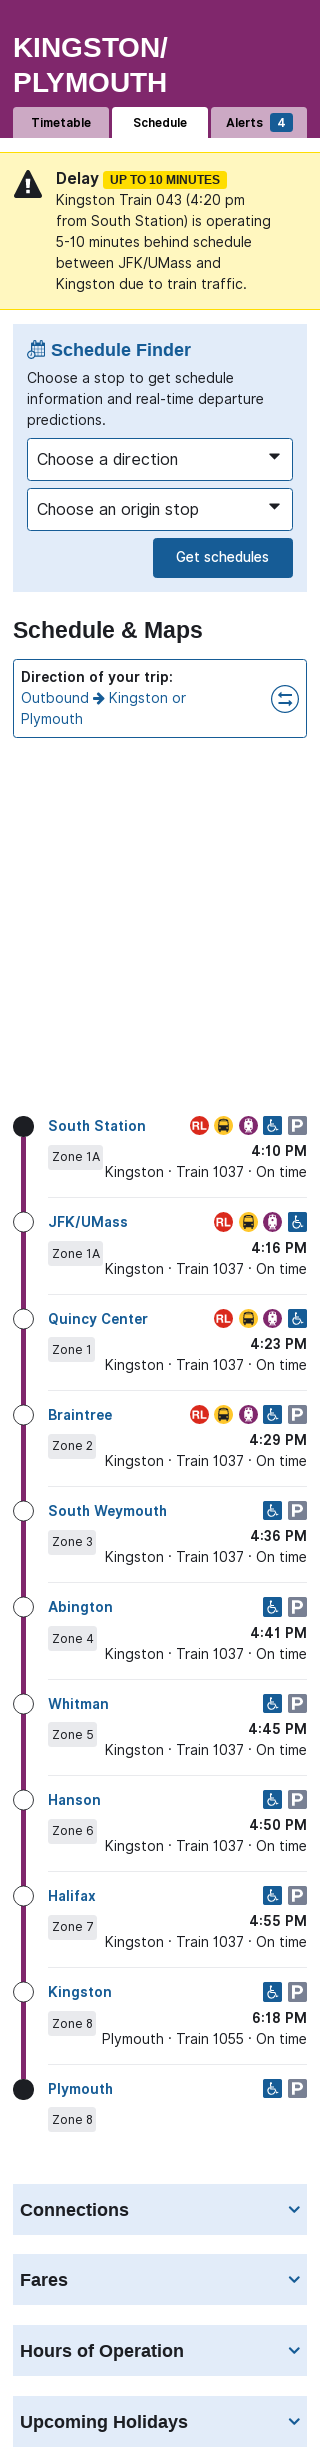 KINGSTON/
PLYMOUTH
Timetable Schedule Alerts 4
Delay UP TO 10 MINUTES
Kingston Train 043 (4:20 pm
from South Station) is operating
5-10 minutes behind schedule
between JFK/UMass and
Kingston due to train traffic.
Schedule Finder
Choose a stop to get schedule
information and real-time departure
predictions.
Choose a direction
Choose an origin stop
Get schedules
Schedule & Maps
Direction of your trip:
Outbound Kingston or
Plymouth
South Station RL P
Zone 1A 4:10 PM
Kingston · Train 1037 · On time
JFK/UMass RL
Zone 1A 4:16 PM
Kingston · Train 1037 · On time
Quincy Center RL
Zone 1 4:23 PM
Kingston · Train 1037 · On time
Braintree RL P
Zone 2 4:29 PM
Kingston · Train 1037 · On time
South Weymouth P
Zone 3 4:36 PM
Kingston · Train 1037 · On time
Abington P
Zone 4 4:41 PM
Kingston · Train 1037 · On time
Whitman P
Zone 5 4:45 PM
Kingston · Train 1037 · On time
Hanson P
Zone 6 4:50 PM
Kingston · Train 1037 · On time
Halifax P
Zone 7 4:55 PM
Kingston · Train 1037 · On time
Kingston P
Zone 8 6:18 PM
Plymouth · Train 1055 · On time
Plymouth P
Zone 8
Connections
Fares
Hours of Operation
Upcoming Holidays